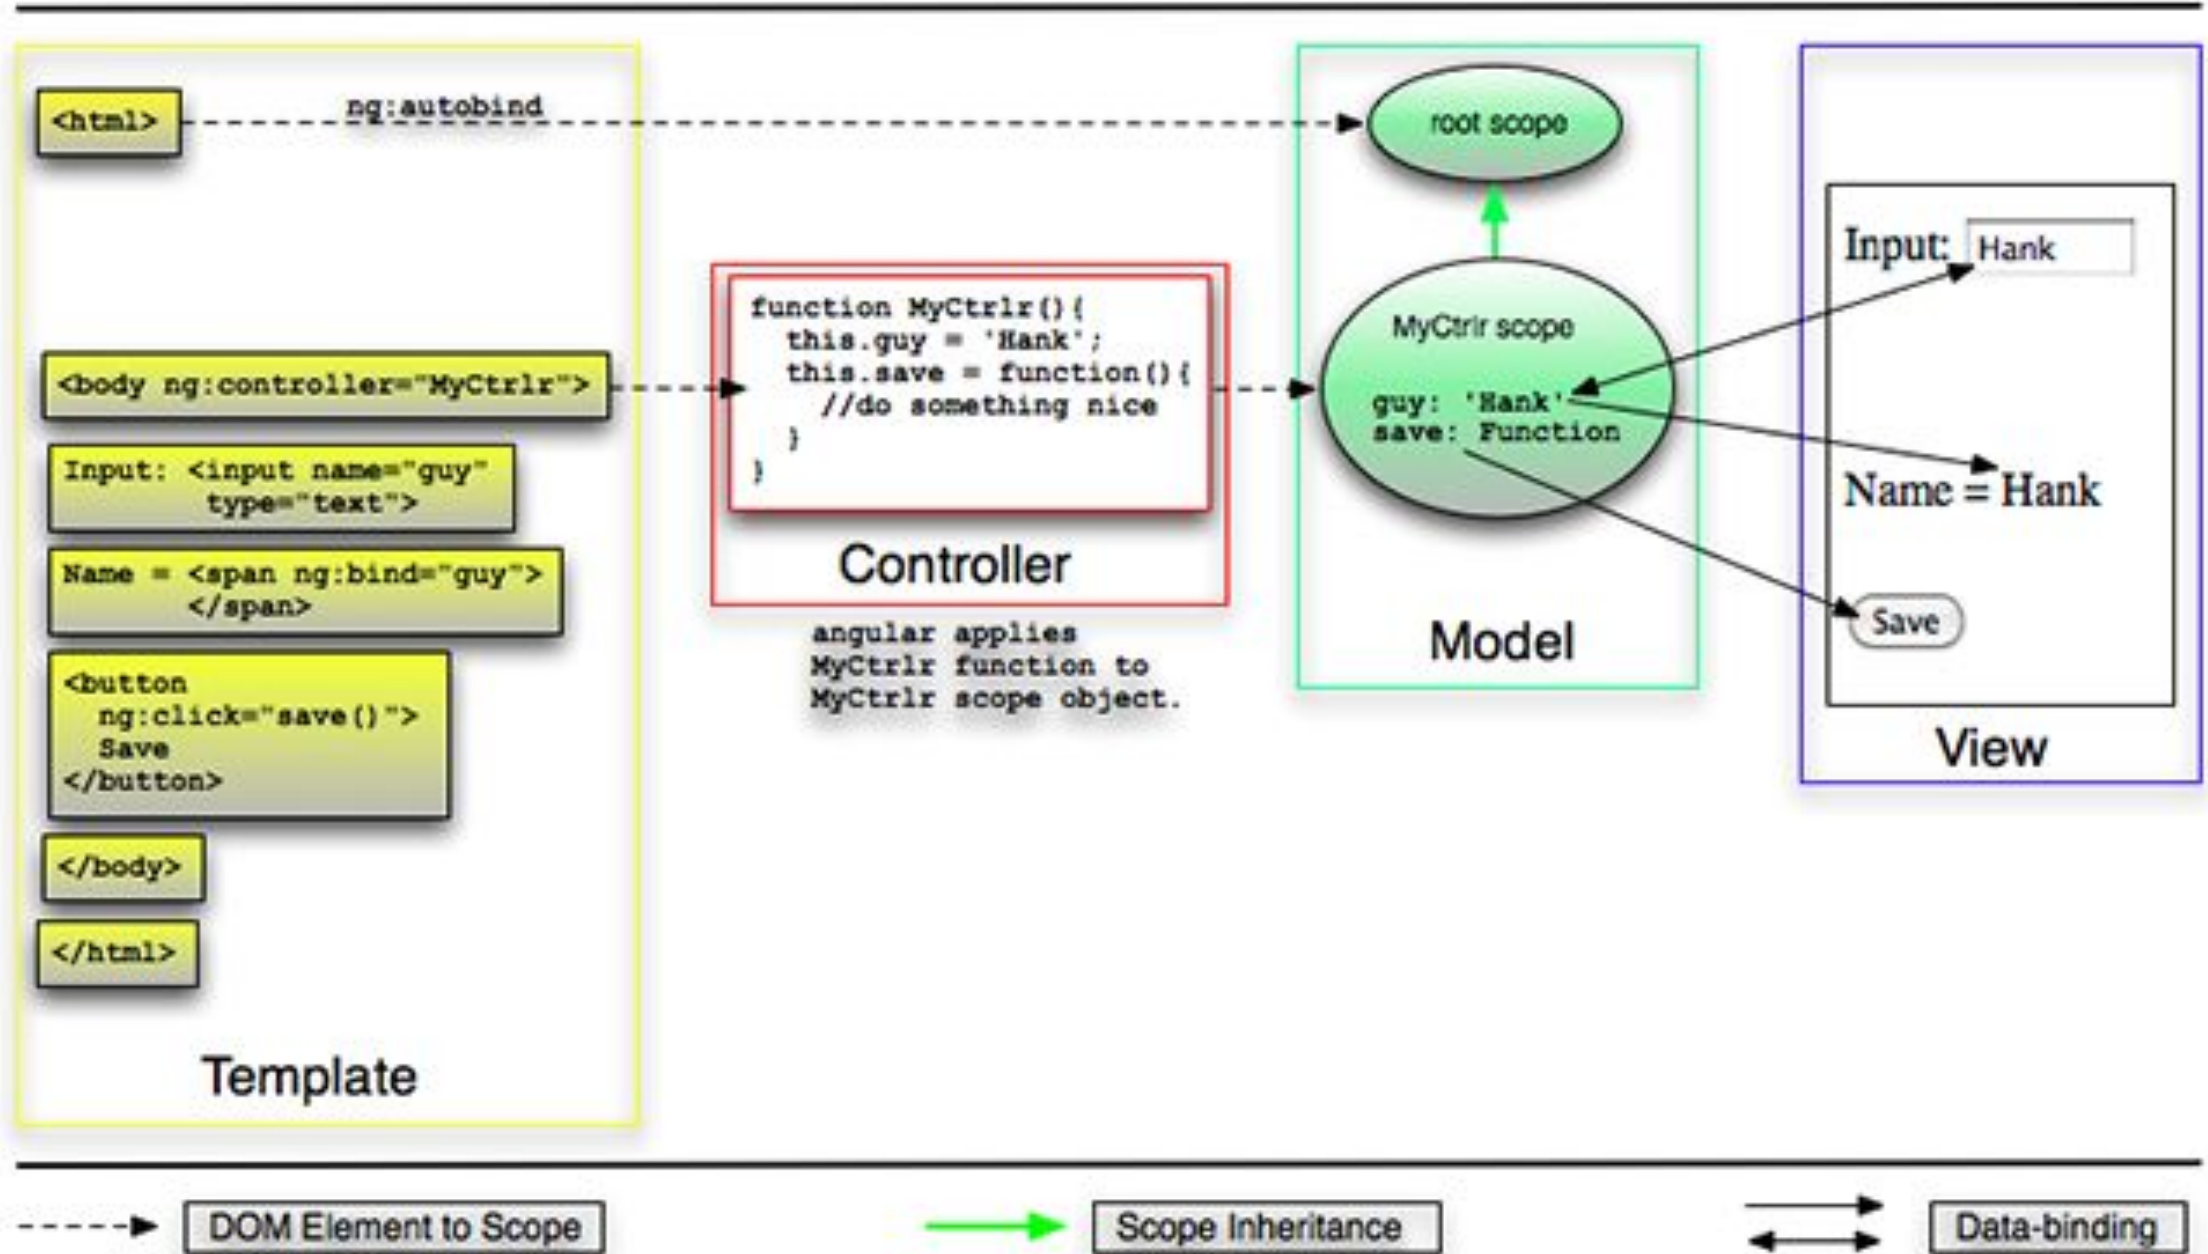 <html>
ng:autobind
<body ng:controller="MyCtrlr">
Input: <input name="guy"
type="text">
Name = <span ng:bind="guy">
</span>
<button
ng:click="save()">
Save
</button>
</body>
</html>
Template
function MyCtrlr(){
this.guy = 'Hank';
this.save = function(){
//do something nice
}
}
Controller
angular applies
MyCtrlr function to
MyCtrlr scope object.
root scope
MyCtrlr scope
guy: 'Hank'
save: Function
Model
Input: Hank
Name = Hank
Save
View
DOM Element to Scope
Scope Inheritance
Data-binding